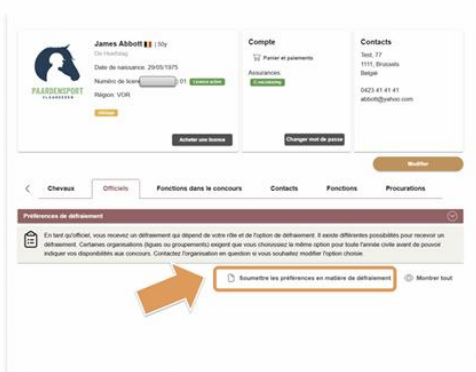 James Abbott | 50y
De Huefslag
Date de naissance: 29/05/1975
Numéro de licen 01 Licence active
Région: VOR
PAARDENSPORT
VLAANDEREN
Acheter une licence
Compte
Panier et paiements
Assurances:
Changer mot de passe
Contacts
Test, 77
1111, Brussels
België
0423 41 41 41
abbott@yahoo.com
Modifier
Chevaux Officiels Fonctions dans le concours Contacts Fonctions Procurations
Préférences de défraiement
En tant qu'officiel, vous recevez un défraiement qui dépend de votre rôle et de l'option de défraiement. Il existe différentes possibilités pour recevoir un
défraiement. Certaines organisations (ligues ou groupements) exigent que vous choisissez la même option pour toute l'année civile avant de pouvoir
indiquer vos disponibilités aux concours. Contactez l'organisation en question si vous souhaitez modifier l'option choisie.
Soumettre les préférences en matière de défraiement Montrer tout